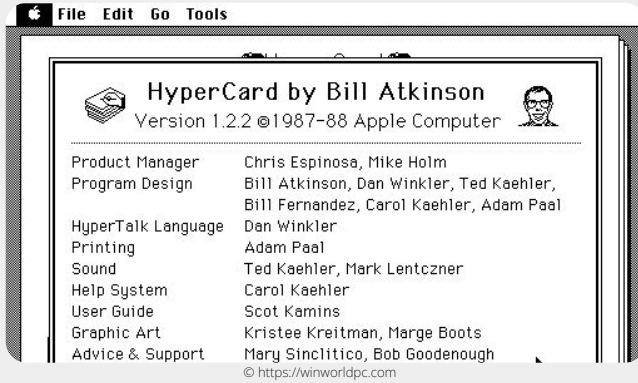 File Edit Go Tools
HyperCard by Bill Atkinson
Version 1.2.2 ©1987-88 Apple Computer
Product Manager Chris Espinosa, Mike Holm
Program Design Bill Atkinson, Dan Winkler, Ted Kaehler,
Bill Fernandez, Carol Kaehler, Adam Paal
HyperTalk Language Dan Winkler
Printing Adam Paal
Sound Ted Kaehler, Mark Lentczner
Help System Carol Kaehler
User Guide Scot Kamins
Graphic Art Kristee Kreitman, Marge Boots
Advice & Support Mary Sinclitico, Bob Goodenough
© https://winworldpc.com